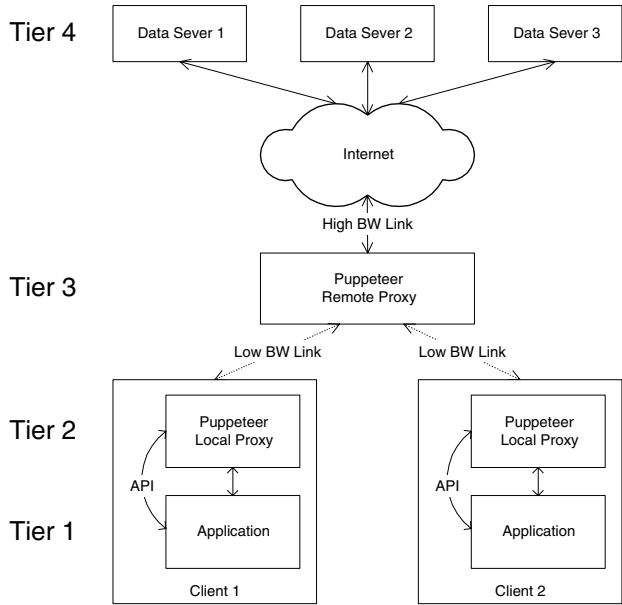 Tier 4
Data Sever 1
Data Sever 2
Data Sever 3
Internet
High BW Link
Tier 3
Puppeteer
Remote Proxy
Low BW Link
Low BW Link
Tier 2
Puppeteer
Local Proxy
Puppeteer
Local Proxy
API
API
Tier 1
Application
Application
Client 1
Client 2